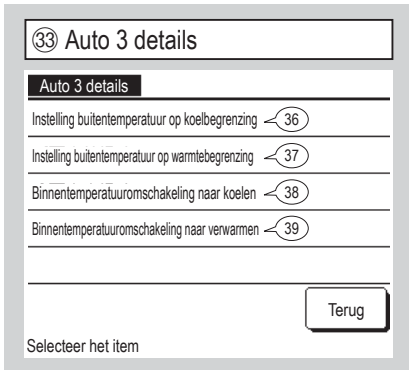 ㉝ Auto 3 details
Auto 3 details
Instelling buitentemperatuur op koelbegrenzing 36
Instelling buitentemperatuur op warmtebegrenzing 37
Binnentemperatuuromschakeling naar koelen 38
Binnentemperatuuromschakeling naar verwarmen 39
Terug
Selecteer het item